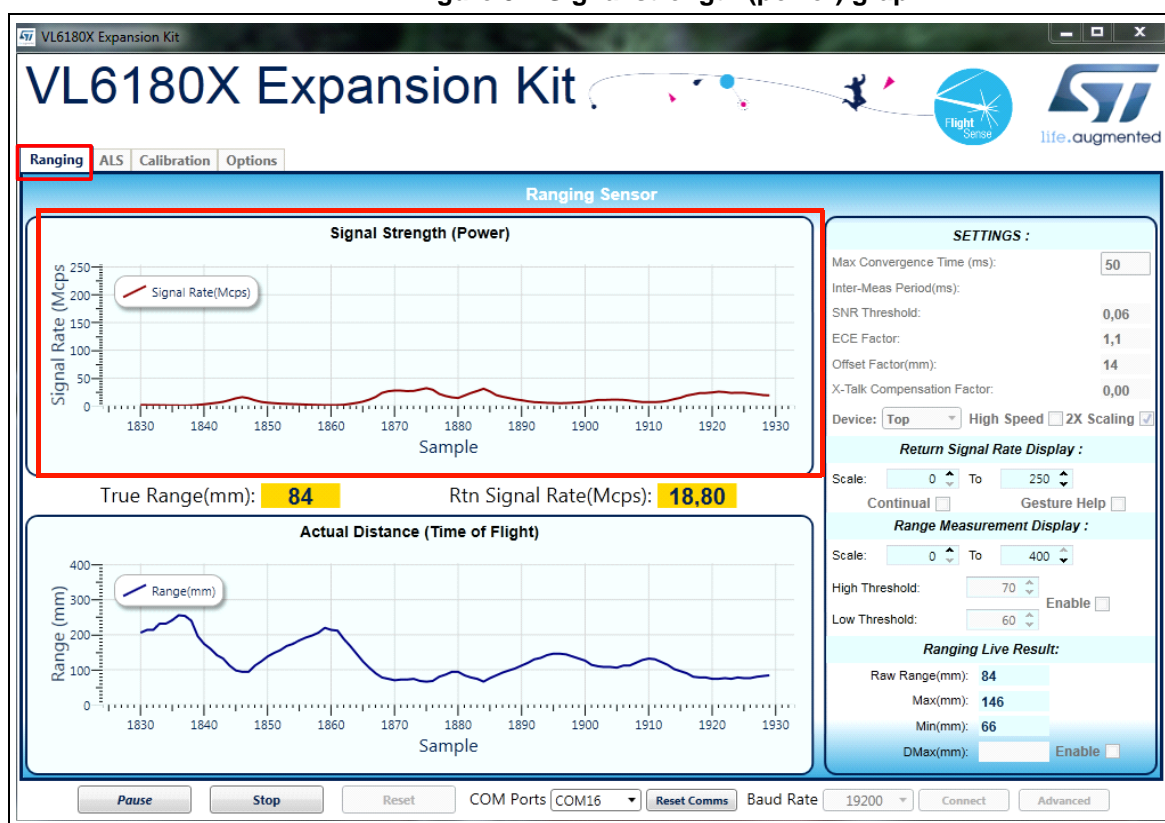 VL6180X Expansion Kit
VL6180X Expansion Kit
Flight
Sense
life.augmented
Ranging ALS Calibration Options
Ranging Sensor
Signal Strength (Power)
Signal Rate (Mcps)
250
200
150
100
50
0
Signal Rate(Mcps)
1830 1840 1850 1860 1870 1880 1890 1900 1910 1920 1930
Sample
True Range(mm): 84 Rtn Signal Rate(Mcps): 18,80
Actual Distance (Time of Flight)
Range (mm)
400
300
200
100
0
Range(mm)
1830 1840 1850 1860 1870 1880 1890 1900 1910 1920 1930
Sample
SETTINGS :
Max Convergence Time (ms): 50
Inter-Meas Period(ms):
SNR Threshold: 0,06
ECE Factor: 1,1
Offset Factor(mm): 14
X-Talk Compensation Factor: 0,00
Device: Top High Speed 2X Scaling
Return Signal Rate Display :
Scale: 0 To 250
Continual Gesture Help
Range Measurement Display :
Scale: 0 To 400
High Threshold: 70
Enable
Low Threshold: 60
Ranging Live Result:
Raw Range(mm): 84
Max(mm): 146
Min(mm): 66
DMax(mm): Enable
Pause Stop Reset COM Ports COM16 Reset Comms Baud Rate 19200 Connect Advanced